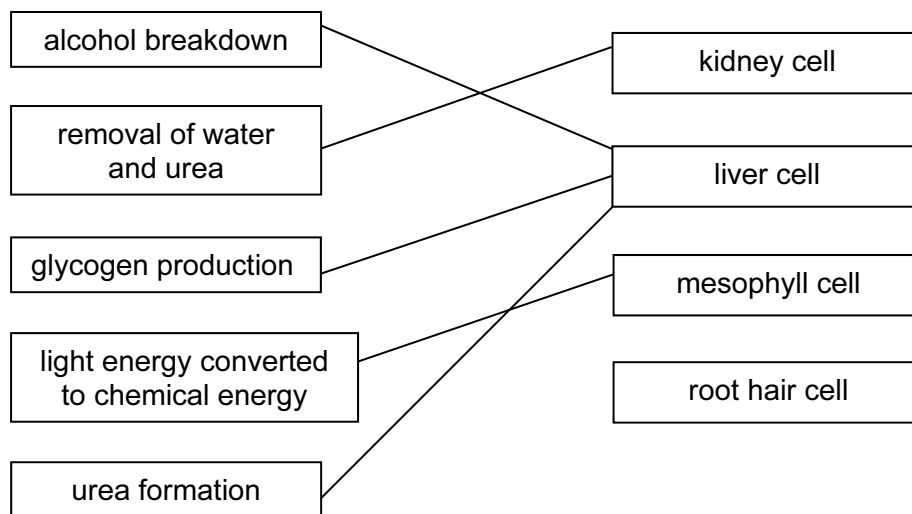 alcohol breakdown
removal of water
and urea
glycogen production
light energy converted
to chemical energy
urea formation
kidney cell
liver cell
mesophyll cell
root hair cell